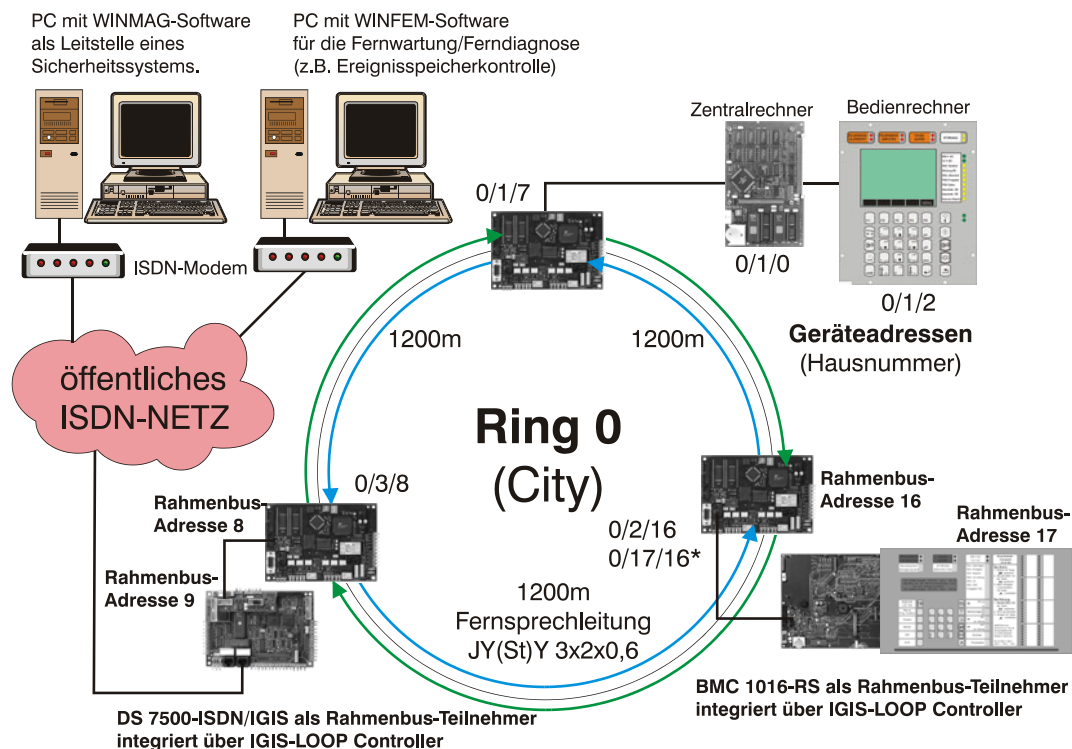 PC mit WINMAG-Software
als Leitstelle eines
Sicherheitssystems.
PC mit WINFEM-Software
für die Fernwartung/Ferndiagnose
(z.B. Ereignisspeicherkontrolle)
Zentralrechner
Bedienrechner
0/1/7
ISDN-Modem
0/1/0
0/1/2
Geräteadressen
(Hausnummer)
1200m
1200m
öffentliches
ISDN-NETZ
Ring 0
(City)
0/3/8
Rahmenbus-
Adresse 8
Rahmenbus-
Adresse 16
0/2/16
0/17/16*
Rahmenbus-
Adresse 17
Rahmenbus-
Adresse 9
1200m
Fernsprechleitung
JY(St)Y 3x2x0,6
BMC 1016-RS als Rahmenbus-Teilnehmer
integriert über IGIS-LOOP Controller
DS 7500-ISDN/IGIS als Rahmenbus-Teilnehmer
integriert über IGIS-LOOP Controller